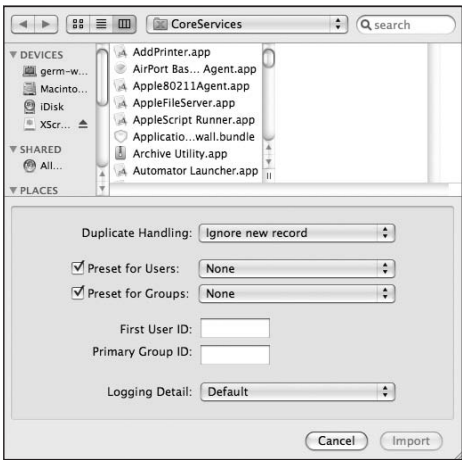 CoreServices
search
DEVICES
germ-w...
Macinto...
iDisk
XScr...
SHARED
All...
PLACES
AddPrinter.app
AirPort Bas... Agent.app
Apple80211Agent.app
AppleFileServer.app
AppleScript Runner.app
Applicatio...wall.bundle
Archive Utility.app
Automator Launcher.app
Duplicate Handling: Ignore new record
Preset for Users: None
Preset for Groups: None
First User ID:
Primary Group ID:
Logging Detail: Default
Cancel Import